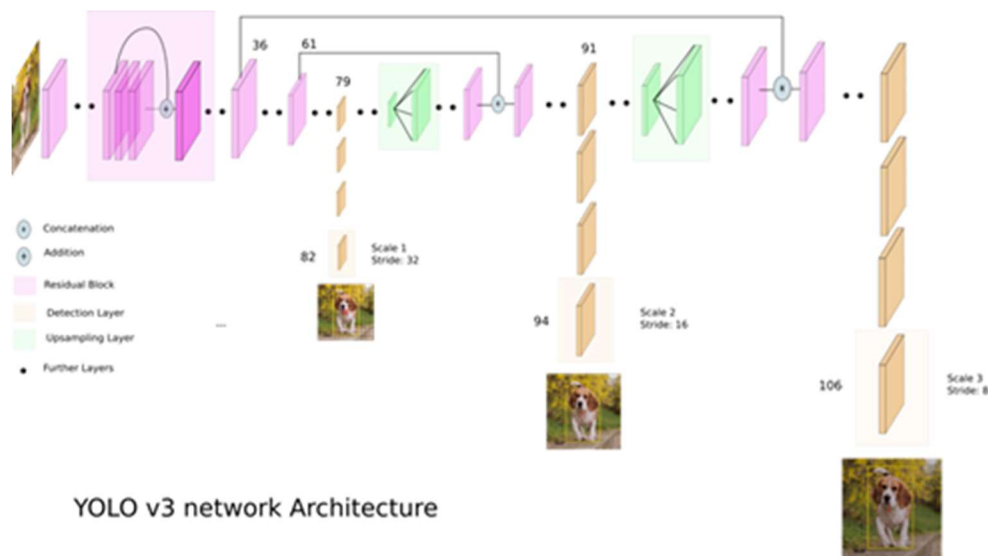 36
61
91
79
Concatenation
Addition
Residual Block
Detection Layer
Upsampling Layer
Further Layers
...
82
Scale 1
Stride: 32
94
Scale 2
Stride: 16
106
Scale 3
Stride: 8
YOLO v3 network Architecture